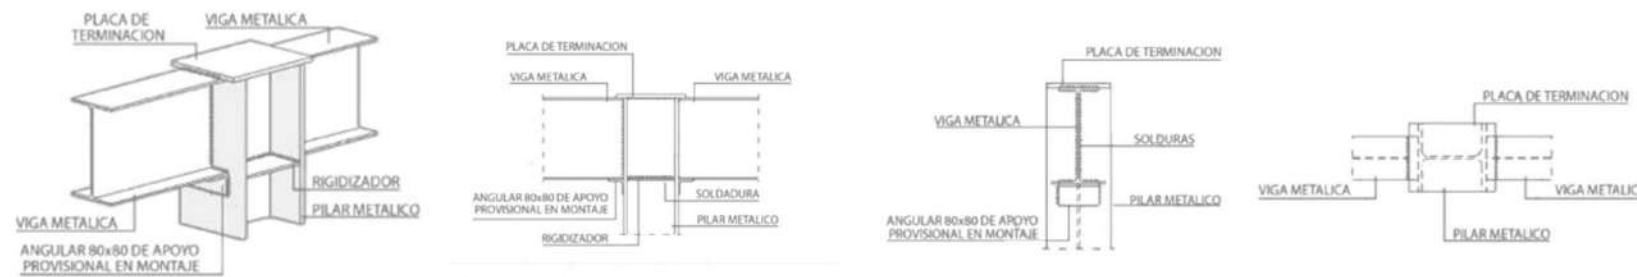 PLACA DE
TERMINACION
VIGA METALICA
RIGIDIZADOR
PILAR METALICO
VIGA METALICA
ANGULAR 80x80 DE APOYO
PROVISIONAL EN MONTAJE
PLACA DE TERMINACION
VIGA METALICA
VIGA METALICA
ANGULAR 80x80 DE APOYO
PROVISIONAL EN MONTAJE
SOLDADURA
PILAR METALICO
RIGIDIZADOR
PLACA DE TERMINACION
VIGA METALICA
SOLDURAS
PILAR METALICO
ANGULAR 80x80 DE APOYO
PROVISIONAL EN MONTAJE
PLACA DE TERMINACION
VIGA METALICA
VIGA METALIC
PILAR METALICO